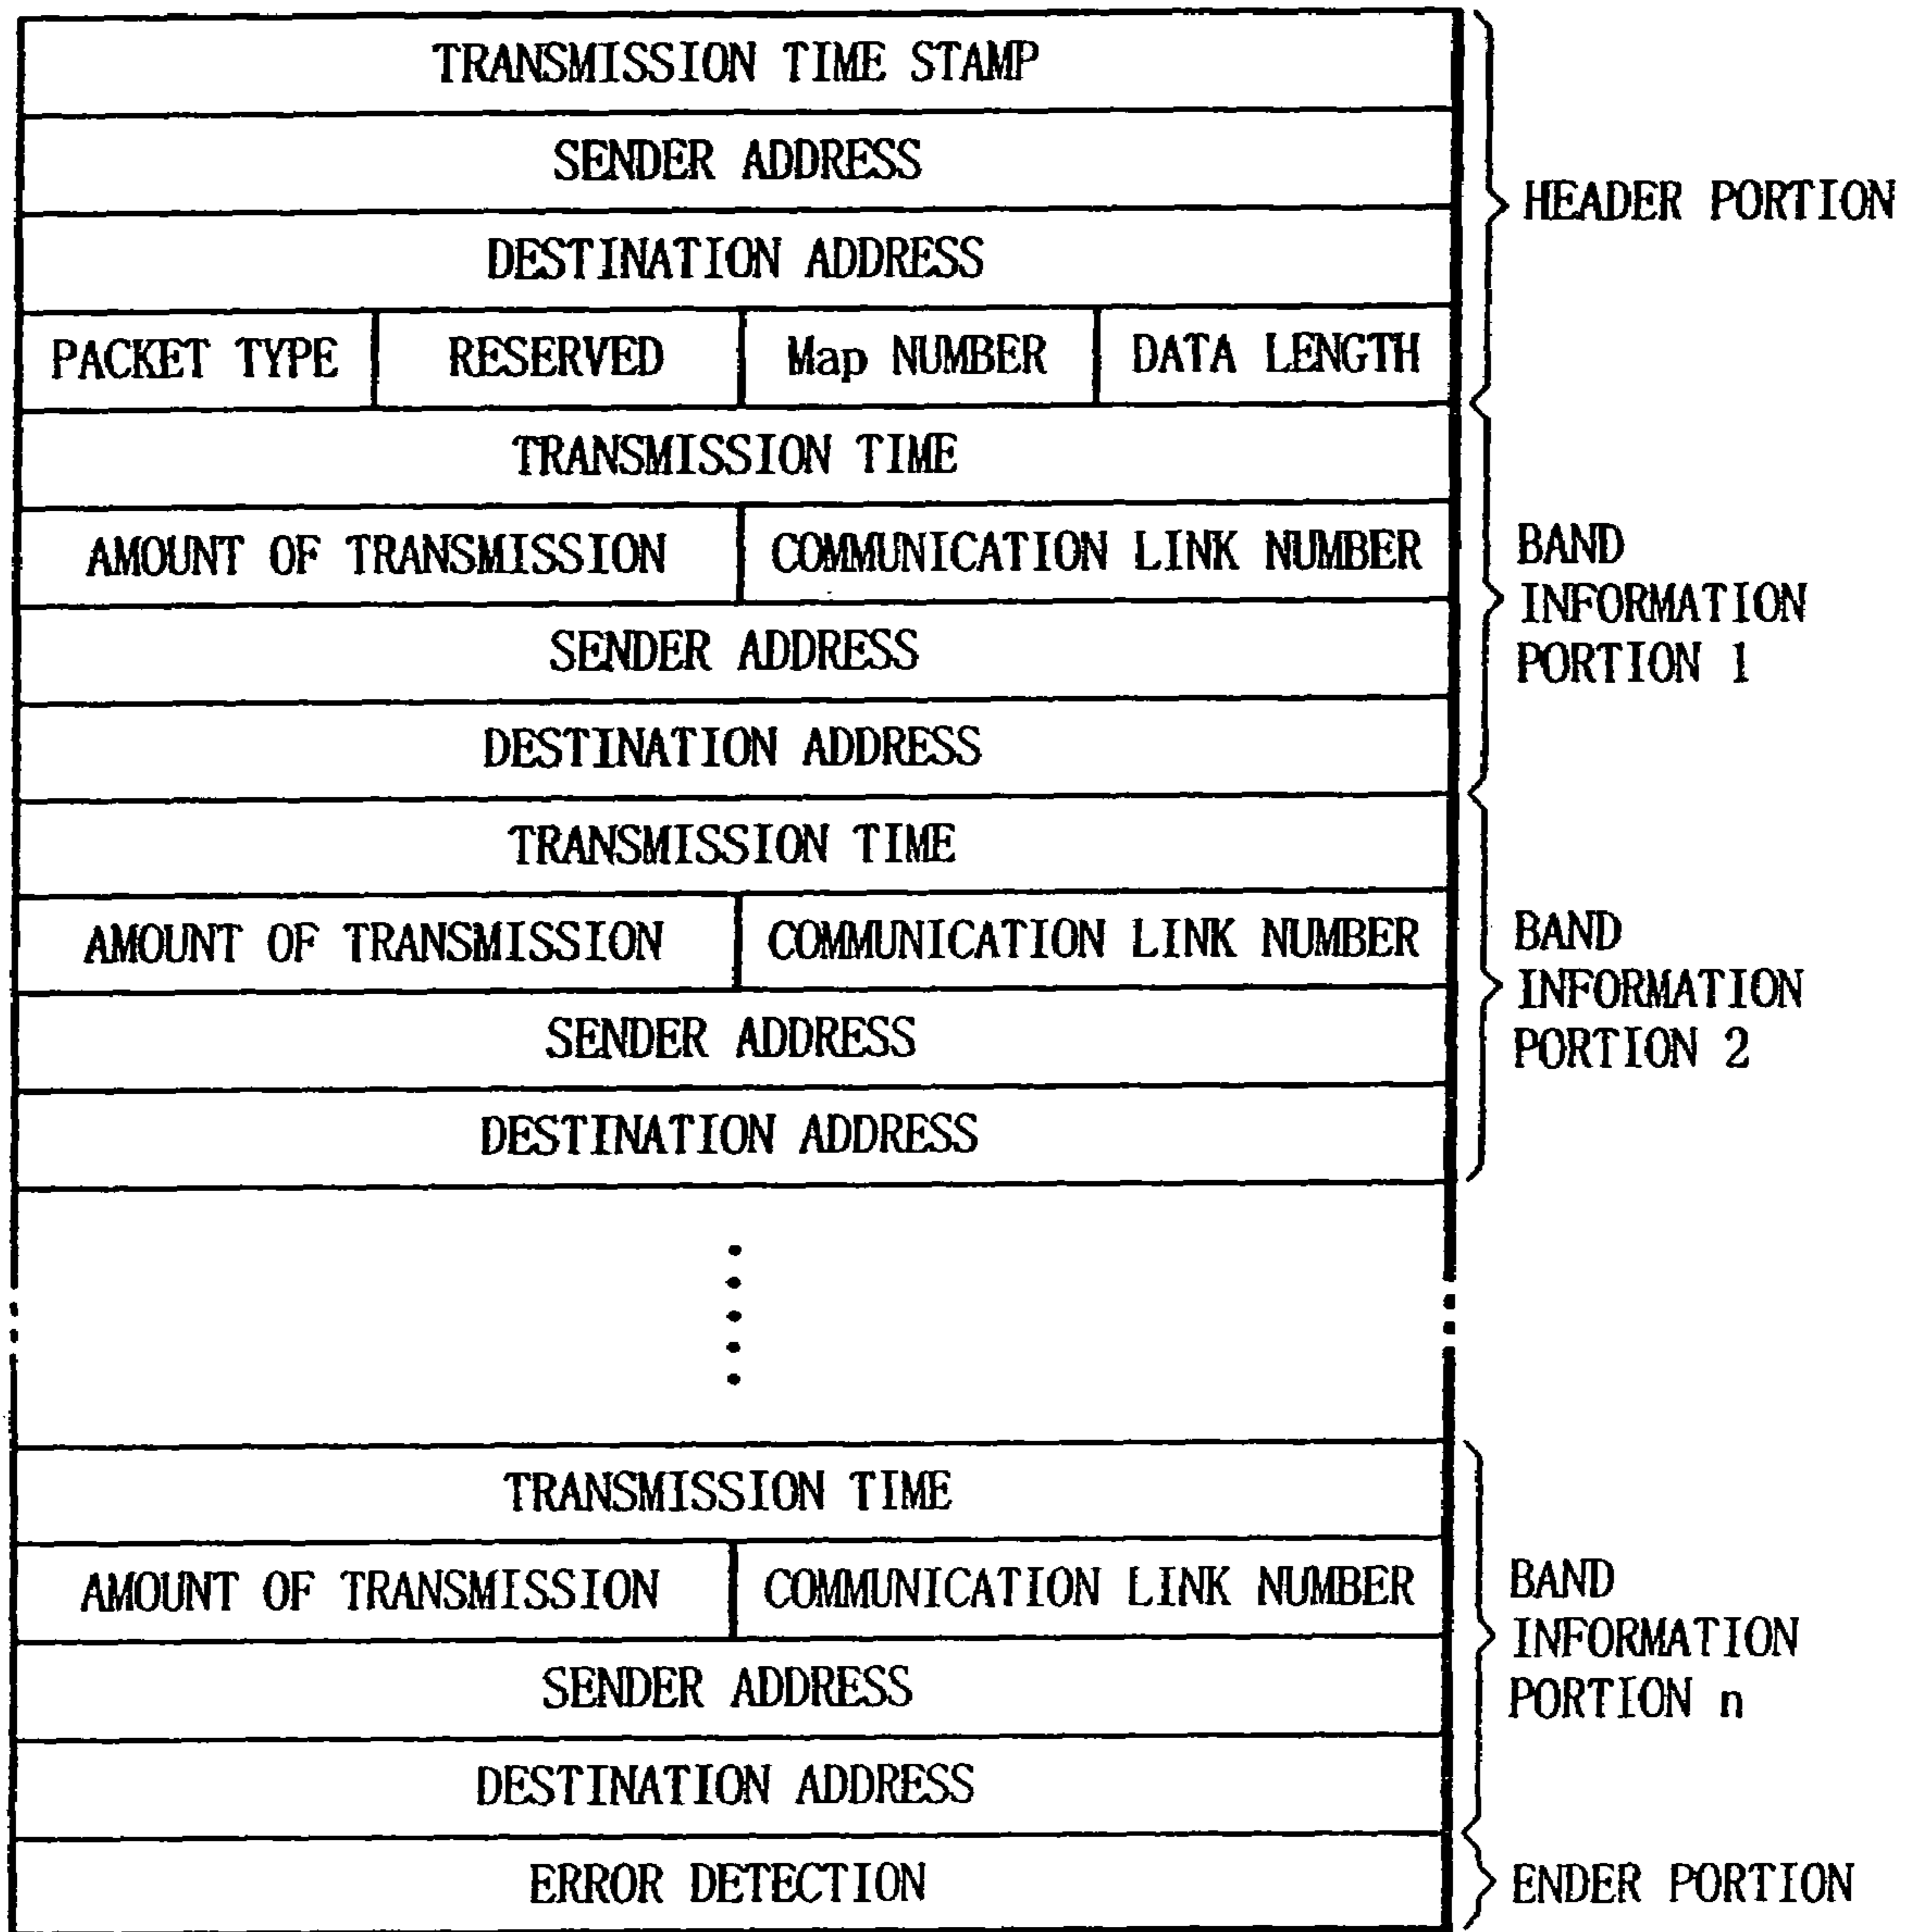 TRANSMISSION TIME STAMP
SENDER ADDRESS
HEADER PORTION
DESTINATION ADDRESS
PACKET TYPE RESERVED Map NUMBER DATA LENGTH
TRANSMISSION TIME
AMOUNT OF TRANSMISSION COMMUNICATION LINK NUMBER
SENDER ADDRESS
DESTINATION ADDRESS
BAND
INFORMATION
PORTION 1
TRANSMISSION TIME
AMOUNT OF TRANSMISSION COMMUNICATION LINK NUMBER
SENDER ADDRESS
DESTINATION ADDRESS
BAND
INFORMATION
PORTION 2
TRANSMISSION TIME
AMOUNT OF TRANSMISSION COMMUNICATION LINK NUMBER
SENDER ADDRESS
DESTINATION ADDRESS
BAND
INFORMATION
PORTION n
ERROR DETECTION
ENDER PORTION